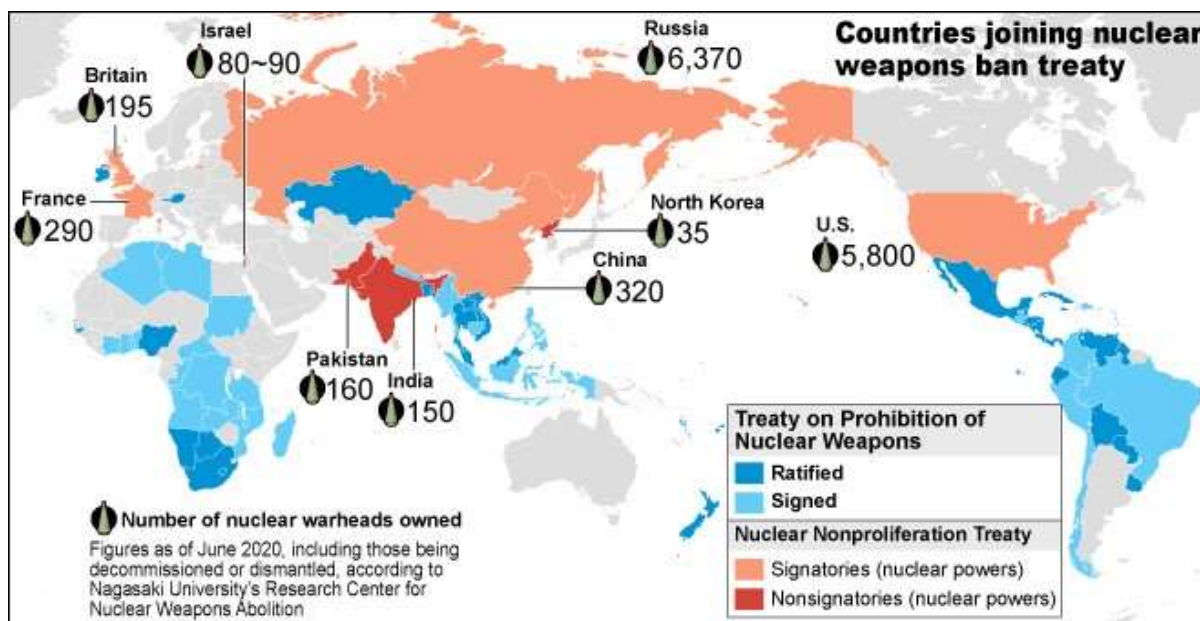 Countries joining nuclear
weapons ban treaty
Israel
80~90
Britain
195
France
290
Russia
6,370
North Korea
35
China
320
U.S.
5,800
Pakistan
160
India
150
Number of nuclear warheads owned
Figures as of June 2020, including those being
decommissioned or dismantled, according to
Nagasaki University's Research Center for
Nuclear Weapons Abolition
Treaty on Prohibition of
Nuclear Weapons
Ratified
Signed
Nuclear Nonproliferation Treaty
Signatories (nuclear powers)
Nonsignatories (nuclear powers)